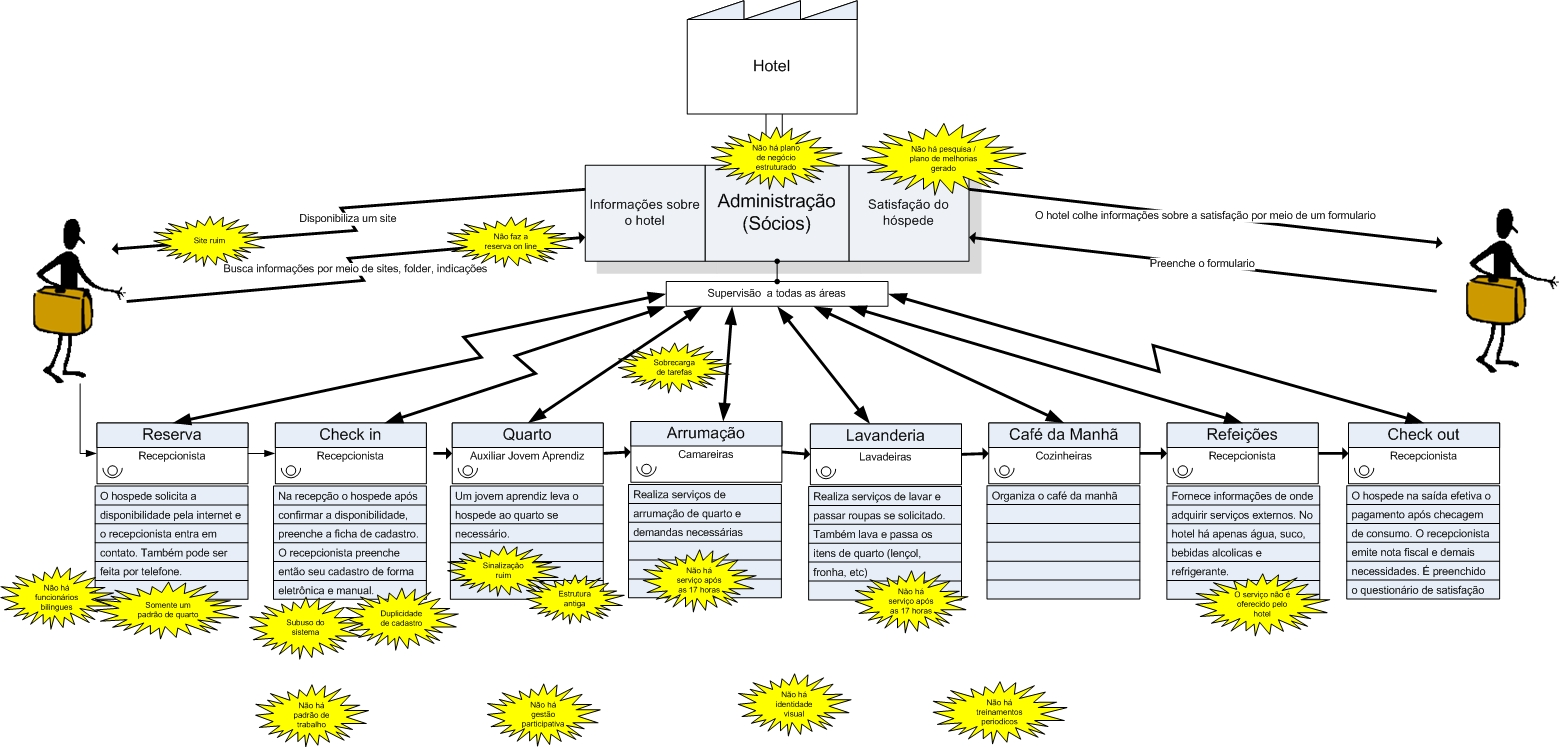 Hotel
Não há plano
de negócio
estruturado
Não há pesquisa /
plano de melhorias
gerado
Informações sobre
o hotel
Administração
(Sócios)
Satisfação do
hóspede
Disponibiliza um site
Site ruim
Não faz a
reserva on line
Busca informações por meio de sites, folder, indicações
O hotel colhe informações sobre a satisfação por meio de um formulario
Preenche o formulario
Supervisão a todas as áreas
Sobrecarga
de tarefas
Reserva
Recepcionista
O hospede solicita a
disponibilidade pela internet e
o recepcionista entra em
contato. Também pode ser
feita por telefone.
Não há
funcionários
bilingues
Somente um
padrão de quarto
Check in
Recepcionista
Na recepção o hospede após
confirmar a disponibilidade,
preenche a ficha de cadastro.
O recepcionista preenche
então seu cadastro de forma
eletrônica e manual.
Subuso do
sistema
Duplicidade
de cadastro
Quarto
Auxiliar Jovem Aprendiz
Um jovem aprendiz leva o
hospede ao quarto se
necessário.
Sinalização
ruim
Estrutura
antiga
Arrumação
Camareiras
Realiza serviços de
arrumação de quarto e
demandas necessárias
Não há
serviço após
as 17 horas
Lavanderia
Lavadeiras
Realiza serviços de lavar e
passar roupas se solicitado.
Também lava e passa os
itens de quarto (lençol,
fronha, etc)
Não há
serviço após
as 17 horas
Café da Manhã
Cozinheiras
Organiza o café da manhã
Refeições
Recepcionista
Fornece informações de onde
adquirir serviços externos. No
hotel há apenas água, suco,
bebidas alcolicas e
refrigerante.
O serviço não é
oferecido pelo
hotel
Check out
Recepcionista
O hospede na saída efetiva o
pagamento após checagem
de consumo. O recepcionista
emite nota fiscal e demais
necessidades. É preenchido
o questionário de satisfação
Não há
padrão de
trabalho
Não há
gestão
participativa
Não há
identidade
visual
Não há
treinamentos
periodicos